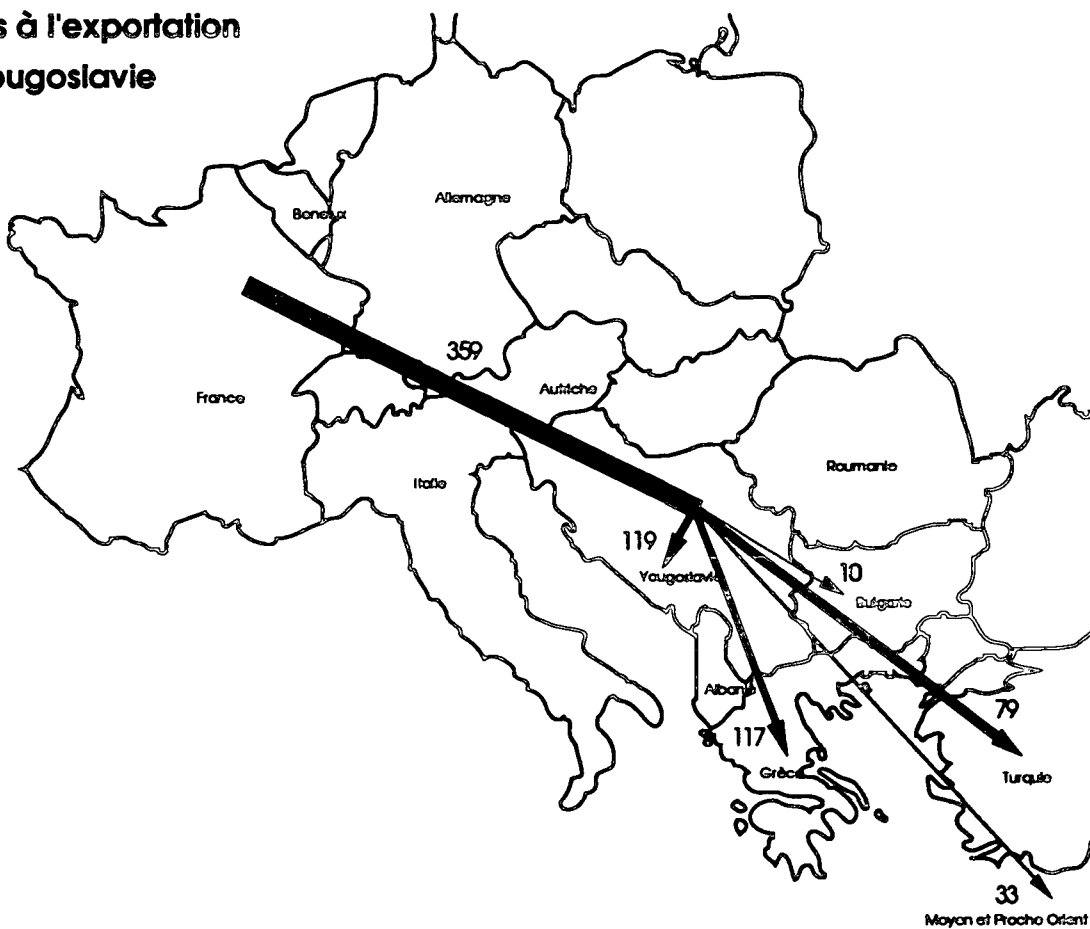 s à l'exportation
ougoslavie
Allemagne
Benelux
359
France
Autriche
Italie
Roumanie
119
Yougoslavie
10
Bulgarie
Albanie
117
Grèce
79
Turquie
33
Moyen et Proche Orient